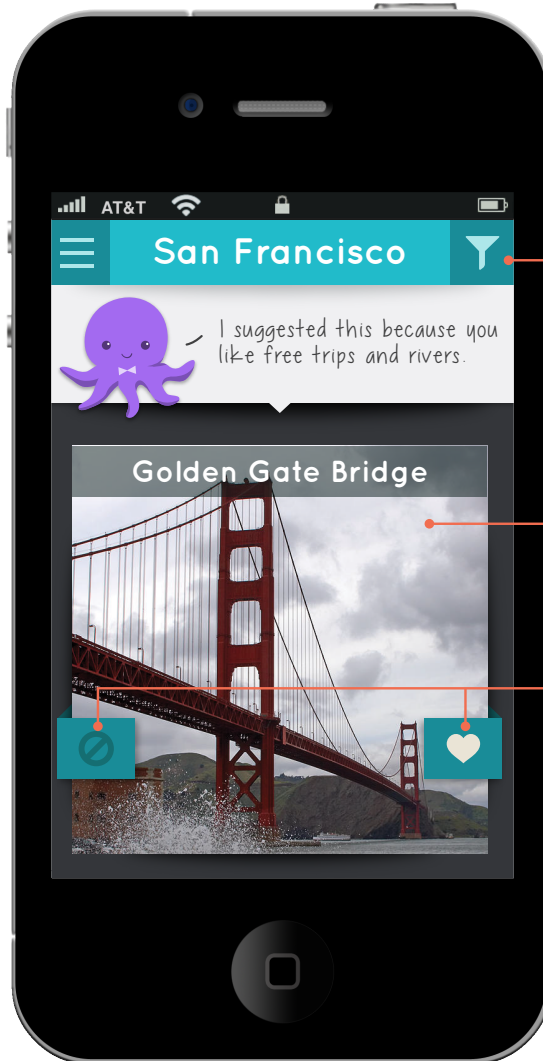 AT&T
San Francisco
I suggested this because you
like free trips and rivers.
Golden Gate Bridge